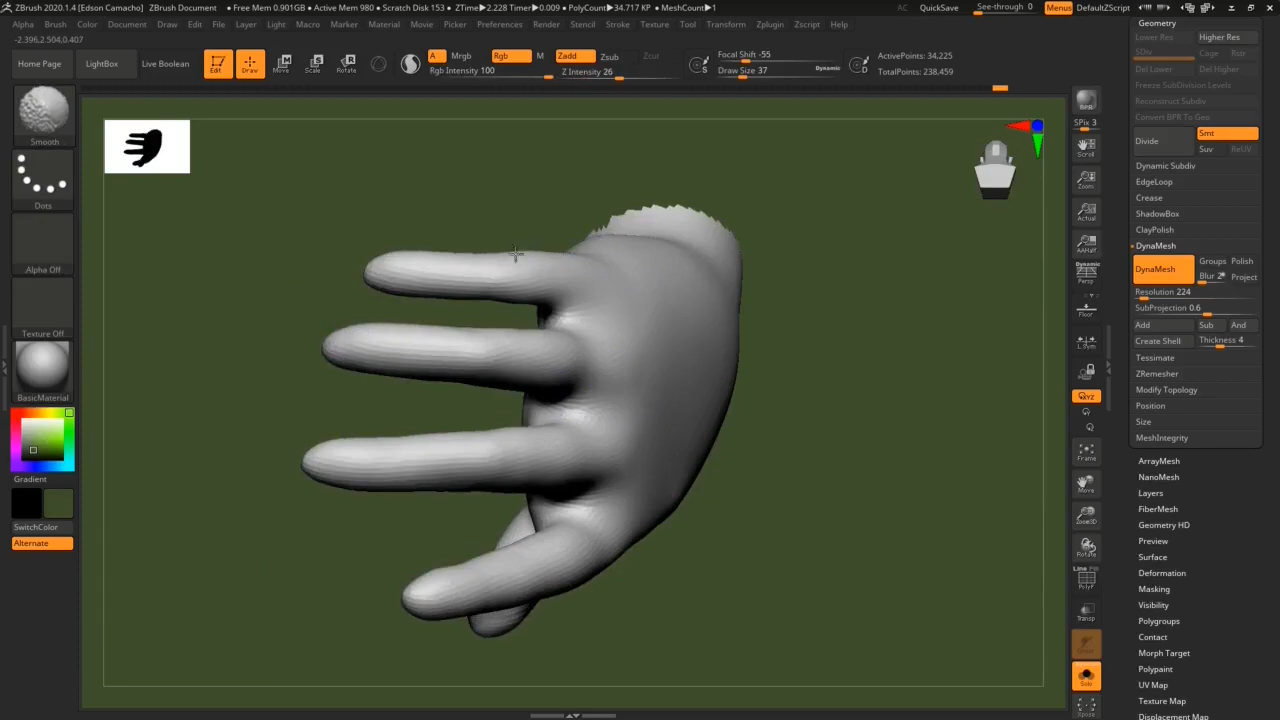 ZBrush 2020.1.4 [Edson Camacho] ZBrush Document ● Free Mem 0.901GB ● Active Mem 980 ● Scratch Disk 153 ● ZTime▶2.228 Timer▶0.009 ● PolyCount▶34.717 KP ● MeshCount▶1 AC QuickSave See-through 0 Menus DefaultZScript
Alpha Brush Color Document Draw Edit File Layer Light Macro Marker Material Movie Picker Preferences Render Stencil Stroke Texture Tool Transform Zplugin Zscript Help
-2.396,2.504,0.407
Home Page LightBox Live Boolean Edit Draw Move Scale Rotate
A Mrgb Rgb M Zadd Zsub Zcut
Rgb Intensity 100 Z Intensity 26
S Focal Shift -55
Draw Size 37 Dynamic D
ActivePoints: 34,225
TotalPoints: 238,459
Smooth
Dots
Alpha Off
Texture Off
BasicMaterial
Gradient
SwitchColor
Alternate
BPR
SPix 3
Scroll
Zoom
Actual
AAHalf
Dynamic
Persp
Floor
L.Sym
XYZ
Frame
Move
Zoom3D
Rotate
Line Fill
PolyF
Transp
Ghost
Solo
Xpose
Geometry
Lower Res Higher Res
SDiv Cage Rstr
Del Lower Del Higher
Freeze SubDivision Levels
Reconstruct Subdiv
Convert BPR To Geo
Divide Smt
Suv ReUV
Dynamic Subdiv
EdgeLoop
Crease
ShadowBox
ClayPolish
DynaMesh
DynaMesh Groups Polish
Blur 2 Project
Resolution 224
SubProjection 0.6
Add Sub And
Create Shell Thickness 4
Tessimate
ZRemesher
Modify Topology
Position
Size
MeshIntegrity
ArrayMesh
NanoMesh
Layers
FiberMesh
Geometry HD
Preview
Surface
Deformation
Masking
Visibility
Polygroups
Contact
Morph Target
Polypaint
UV Map
Texture Map
Displacement Map